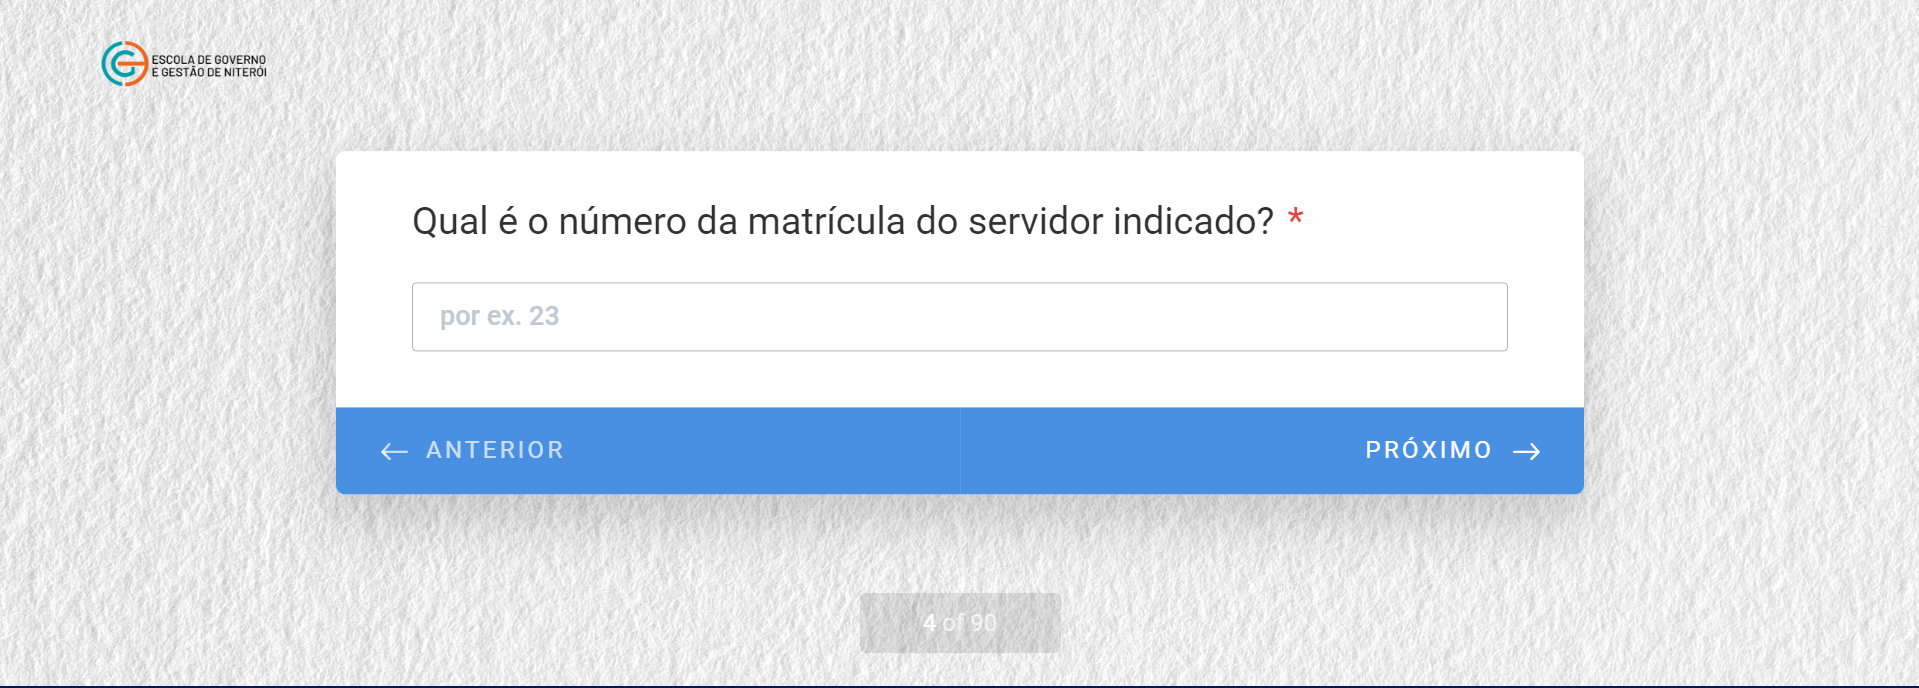 ESCOLA DE GOVERNO
E GESTÃO DE NITERÓI
Qual é o número da matrícula do servidor indicado? *
por ex. 23
← ANTERIOR
PRÓXIMO →
4 of 90